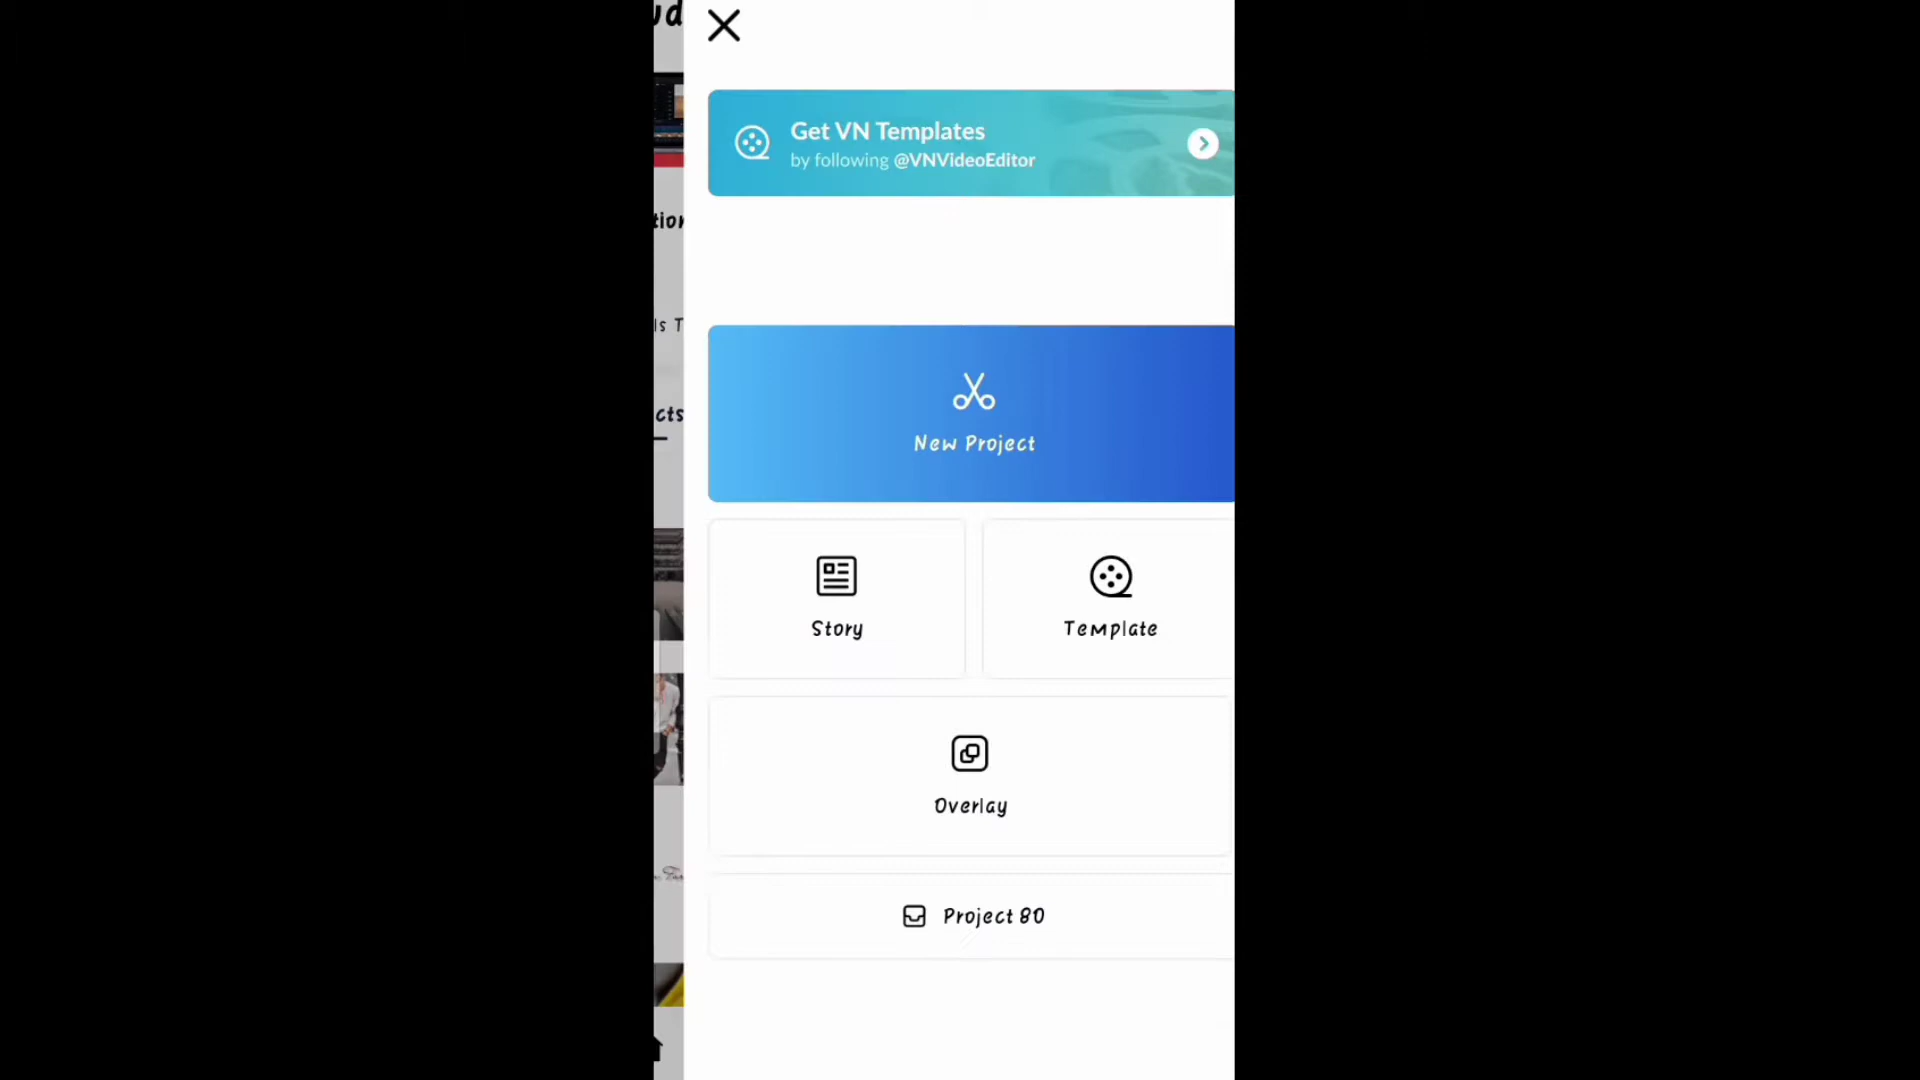 Get VN Templates
by following @VNVideoEditor
New Project
Story
Template
Overlay
Project 80